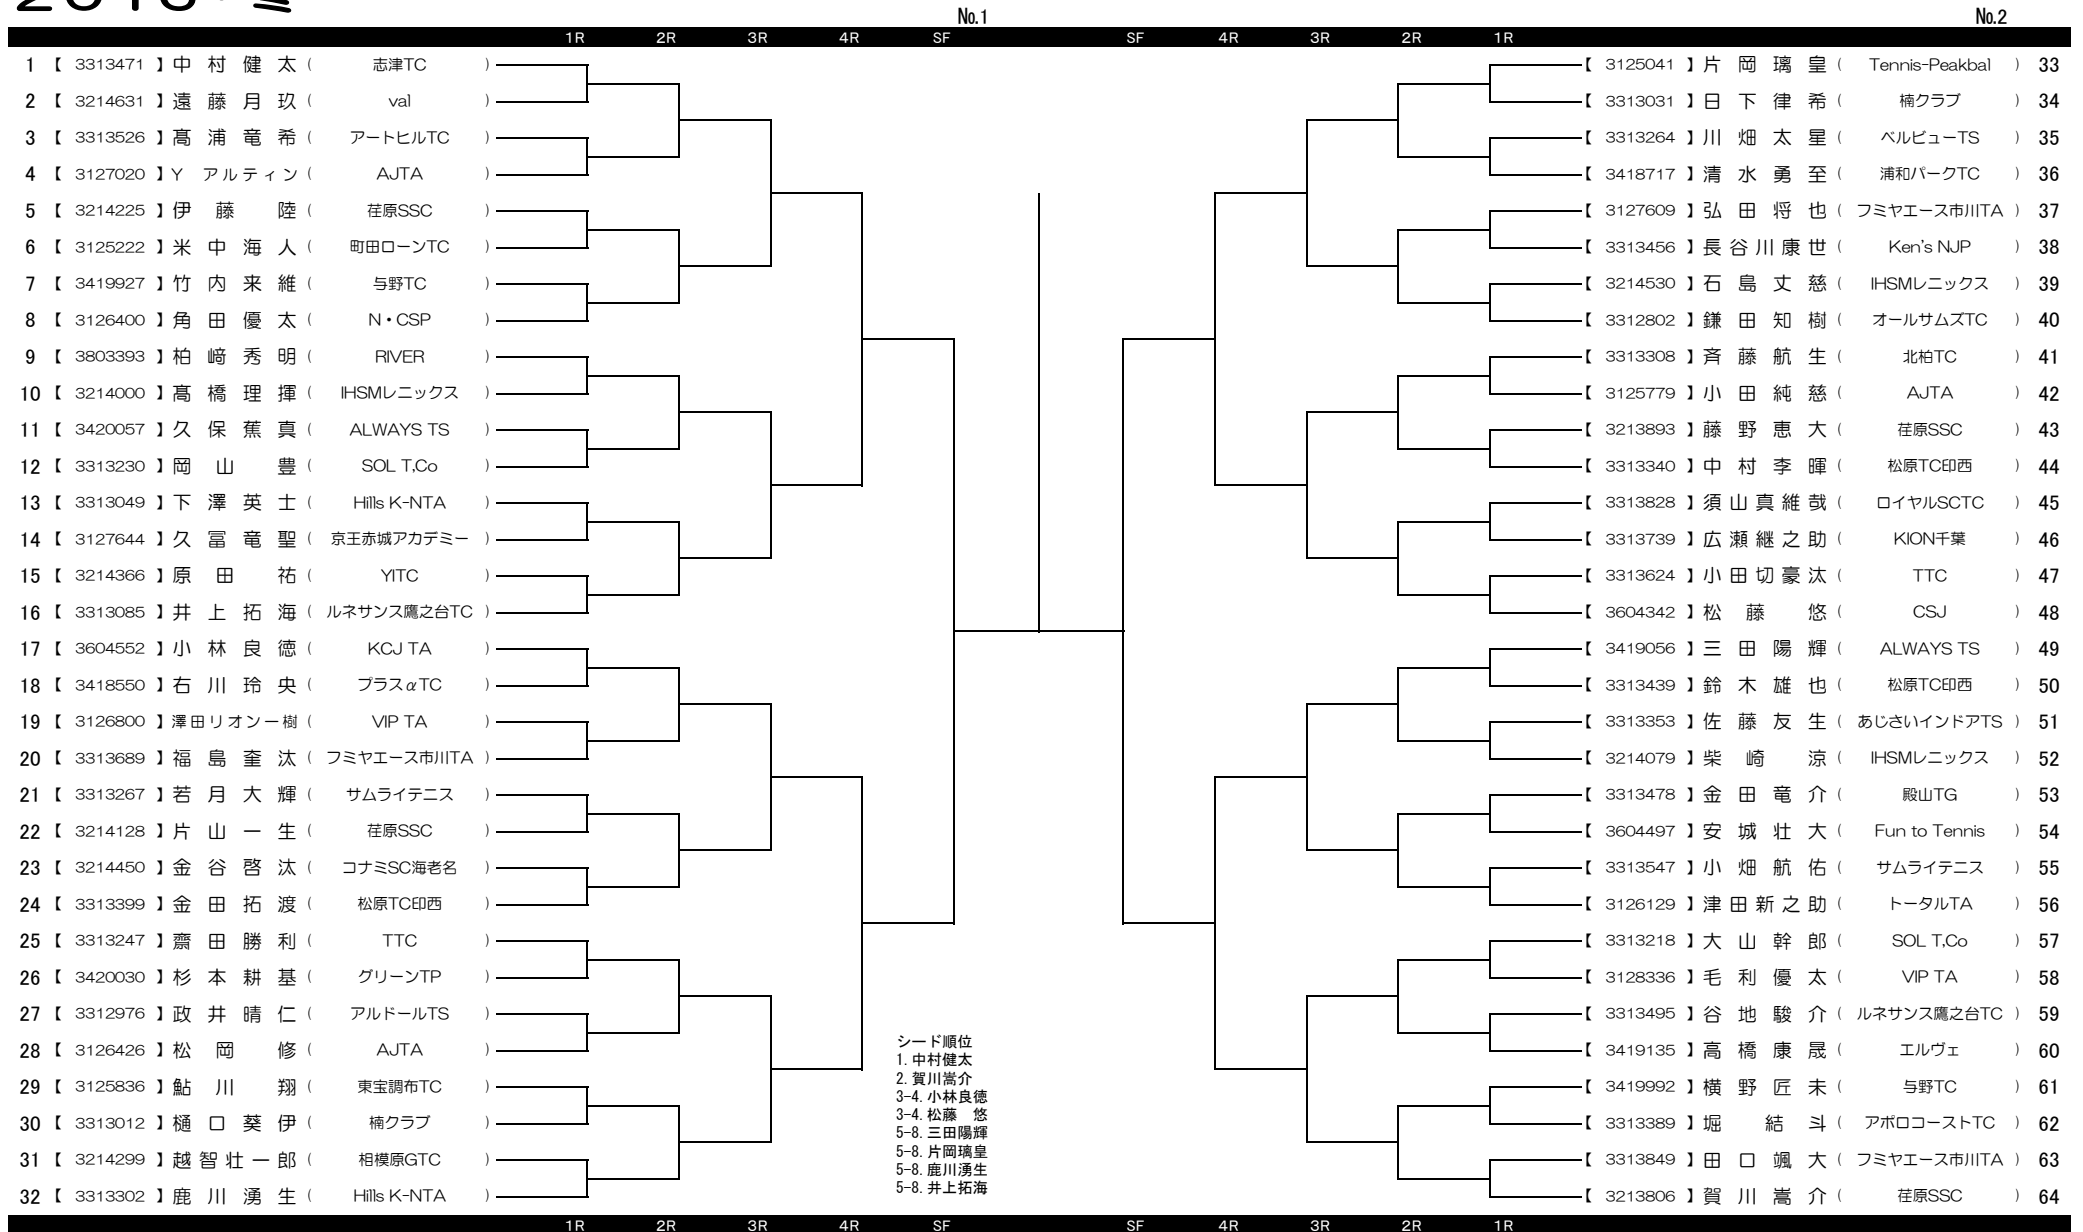 No.1 No.2
1R 2R 3R 4R SF SF 4R 3R 2R 1R
1 【 3313471 】 中村健太 ( 志津TC )
2 【 3214631 】 遠藤月玖 ( val )
3 【 3313526 】 髙浦竜希 ( アートヒルTC )
4 【 3127020 】 Y アルティン ( AJTA )
5 【 3214225 】 伊藤 陸 ( 荏原SSC )
6 【 3125222 】 米中海人 ( 町田ローンTC )
7 【 3419927 】 竹内来維 ( 与野TC )
8 【 3126400 】 角田優太 ( N・CSP )
9 【 3803393 】 柏﨑秀明 ( RIVER )
10 【 3214000 】 髙橋理揮 ( IHSMレニックス )
11 【 3420057 】 久保蕉真 ( ALWAYS TS )
12 【 3313230 】 岡山 豊 ( SOL T,Co )
13 【 3313049 】 下澤英士 ( Hills K-NTA )
14 【 3127644 】 久冨竜聖 ( 京王赤城アカデミー )
15 【 3214366 】 原田 祐 ( YITC )
16 【 3313085 】 井上拓海 ( ルネサンス鷹之台TC )
17 【 3604552 】 小林良徳 ( KCJ TA )
18 【 3418550 】 右川玲央 ( プラスαTC )
19 【 3126800 】 澤田リオン一樹 ( VIP TA )
20 【 3313689 】 福島奎汰 ( フミヤエース市川TA )
21 【 3313267 】 若月大輝 ( サムライテニス )
22 【 3214128 】 片山一生 ( 荏原SSC )
23 【 3214450 】 金谷啓汰 ( コナミSC海老名 )
24 【 3313399 】 金田拓渡 ( 松原TC印西 )
25 【 3313247 】 齋田勝利 ( TTC )
26 【 3420030 】 杉本耕基 ( グリーンTP )
27 【 3312976 】 政井晴仁 ( アルドールTS )
28 【 3126426 】 松岡 修 ( AJTA )
29 【 3125836 】 鮎川 翔 ( 東宝調布TC )
30 【 3313012 】 樋口葵伊 ( 楠クラブ )
31 【 3214299 】 越智壮一郎 ( 相模原GTC )
32 【 3313302 】 鹿川湧生 ( Hills K-NTA )
シード順位
1. 中村健太
2. 賀川嵩介
3-4. 小林良徳
3-4. 松藤 悠
5-8. 三田陽輝
5-8. 片岡璃皇
5-8. 鹿川湧生
5-8. 井上拓海
【 3125041 】 片岡璃皇 ( Tennis-Peakbal ) 33
【 3313031 】 日下律希 ( 楠クラブ ) 34
【 3313264 】 川畑太星 ( ベルビューTS ) 35
【 3418717 】 清水勇至 ( 浦和パークTC ) 36
【 3127609 】 弘田将也 ( フミヤエース市川TA ) 37
【 3313456 】 長谷川康世 ( Ken's NJP ) 38
【 3214530 】 石島丈慈 ( IHSMレニックス ) 39
【 3312802 】 鎌田知樹 ( オールサムズTC ) 40
【 3313308 】 斉藤航生 ( 北柏TC ) 41
【 3125779 】 小田純慈 ( AJTA ) 42
【 3213893 】 藤野恵大 ( 荏原SSC ) 43
【 3313340 】 中村李暉 ( 松原TC印西 ) 44
【 3313828 】 須山真維哉 ( ロイヤルSCTC ) 45
【 3313739 】 広瀬継之助 ( KION千葉 ) 46
【 3313624 】 小田切豪汰 ( TTC ) 47
【 3604342 】 松藤 悠 ( CSJ ) 48
【 3419056 】 三田陽輝 ( ALWAYS TS ) 49
【 3313439 】 鈴木雄也 ( 松原TC印西 ) 50
【 3313353 】 佐藤友生 ( あじさいインドアTS ) 51
【 3214079 】 柴崎 涼 ( IHSMレニックス ) 52
【 3313478 】 金田竜介 ( 殿山TG ) 53
【 3604497 】 安城壮大 ( Fun to Tennis ) 54
【 3313547 】 小畑航佑 ( サムライテニス ) 55
【 3126129 】 津田新之助 ( トータルTA ) 56
【 3313218 】 大山幹郎 ( SOL T,Co ) 57
【 3128336 】 毛利優太 ( VIP TA ) 58
【 3313495 】 谷地駿介 ( ルネサンス鷹之台TC ) 59
【 3419135 】 高橋康晟 ( エルヴェ ) 60
【 3419992 】 横野匠未 ( 与野TC ) 61
【 3313389 】 堀 結斗 ( アポロコーストTC ) 62
【 3313849 】 田口颯大 ( フミヤエース市川TA ) 63
【 3213806 】 賀川嵩介 ( 荏原SSC ) 64
1R 2R 3R 4R SF SF 4R 3R 2R 1R